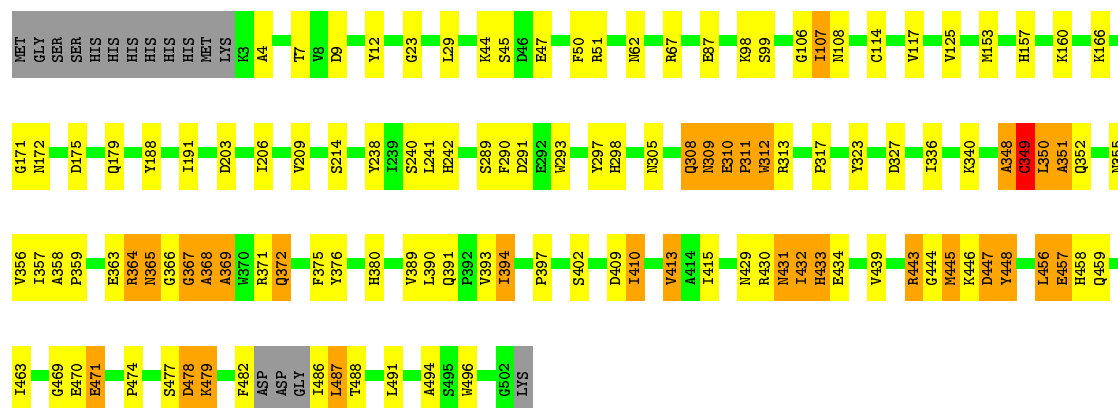 MET GLY SER SER HIS HIS HIS HIS HIS HIS MET LYS K3 A4 T7 V8 D9 Y12 G23 L29 K44 S45 D46 E47 F50 R51 N62 R67 E87 K98 S99 G106 I107 N108 C114 V117 V125 M153 H157 K160 K166
G171 N172 D175 Q179 Y188 I191 D203 I206 V209 S214 Y238 I239 S240 L241 H242 S289 F290 D291 E292 W293 Y297 H298 N305 Q308 N309 E310 P311 W312 R313 P317 Y323 D327 I336 K340 A348 C349 L350 A351 Q352 N355
V356 I357 A358 P359 E363 R364 N365 G366 G367 A368 A369 W370 R371 Q372 F375 Y376 H380 V389 L390 Q391 P392 V393 I394 P397 S402 D409 I410 V413 A414 I415 N429 R430 N431 I432 H433 E434 V439 R443 G444 M445 K446 D447 Y448 L456 E457 H458 Q459
I463 G469 E470 E471 P474 S477 D478 K479 F482 ASP ASP GLY I486 L487 T488 L491 A494 S495 W496 G502 LYS